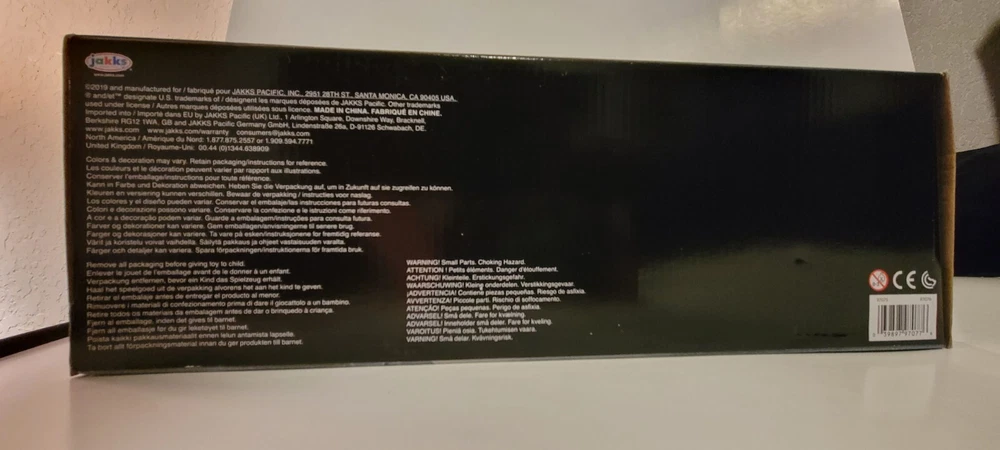 jakks
www.jakks.com
©2019 and manufactured for / fabriqué pour JAKKS PACIFIC, INC., 2951 28TH ST., SANTA MONICA, CA 90405 USA.
® and/et™ designate U.S. trademarks of / désignent les marques déposées de JAKKS Pacific. Other trademarks
used under license / Autres marques déposées utilisées sous licence. MADE IN CHINA. FABRIQUÉ EN CHINE.
Imported into / Importé dans EU by JAKKS Pacific (UK) Ltd., 1 Arlington Square, Downshire Way, Bracknell,
Berkshire RG12 1WA, GB and JAKKS Pacific Germany GmbH, Lindenstraße 26a, D-91126 Schwabach, DE.
www.jakks.com www.jakks.com/warranty consumers@jakks.com
North America / Amérique du Nord: 1.877.875.2557 or 1.909.594.7771
United Kingdom / Royaume-Uni: 00.44 (0)1344.638909
Colors & decoration may vary. Retain packaging/instructions for reference.
Les couleurs et le décoration peuvent varier par rapport aux illustrations.
Conserver l'emballage/instructions pour toute référence.
Kann in Farbe und Dekoration abweichen. Heben Sie die Verpackung auf, um in Zukunft auf sie zugreifen zu können.
Kleuren en versiering kunnen verschillen. Bewaar de verpakking / instructies voor naslag.
Los colores y el diseño pueden variar. Conservar el embalaje/las instrucciones para futuras consultas.
Colori e decorazioni possono variare. Conservare la confezione e le istruzioni come riferimento.
A cor e a decoração podem variar. Guarde a embalagem/instruções para consulta futura.
Farver og dekorationer kan variere. Gem emballagen/anvisningerne til senere brug.
Farger og dekorasjoner kan variere. Ta vare på esken/instruksjonene for fremtidig referanse.
Värit ja koristelu voivat vaihdella. Säilytä pakkaus ja ohjeet vastaisuuden varalta.
Färger och detaljer kan variera. Spara förpackningen/instruktionerna för framtida bruk.
Remove all packaging before giving toy to child.
Enlever le jouet de l'emballage avant de le donner à un enfant.
Verpackung entfernen, bevor ein Kind das Spielzeug erhält.
Haal het speelgoed uit de verpakking alvorens het aan het kind te geven.
Retirar el embalaje antes de entregar el producto al menor.
Rimuovere i materiali di confezionamento prima di dare il giocattolo a un bambino.
Retire todos os materiais da embalagem antes de dar o brinquedo à criança.
Fjern al emballage, inden det gives til barnet.
Fjern all emballasje før du gir leketøyet til barnet.
Poista kaikki pakkausmateriaalit ennen lelun antamista lapselle.
Ta bort allt förpackningsmaterial innan du ger produkten till barnet.
WARNING! Small Parts. Choking Hazard.
ATTENTION ! Petits éléments. Danger d'étouffement.
ACHTUNG! Kleinteile. Erstickungsgefahr.
WAARSCHUWING! Kleine onderdelen. Verslikkingsgevaar.
¡ADVERTENCIA! Contiene piezas pequeñas. Riesgo de asfixia.
AVVERTENZA! Piccole parti. Rischio di soffocamento.
ATENÇÃO! Peças pequenas. Perigo de asfixia.
ADVARSEL! Små dele. Fare for kvælning.
ADVARSEL! Inneholder små deler. Fare for kveling.
VAROITUS! Pieniä osia. Tukehtumisen vaara.
VARNING! Små delar. Kvävningsrisk.
0-3
CE